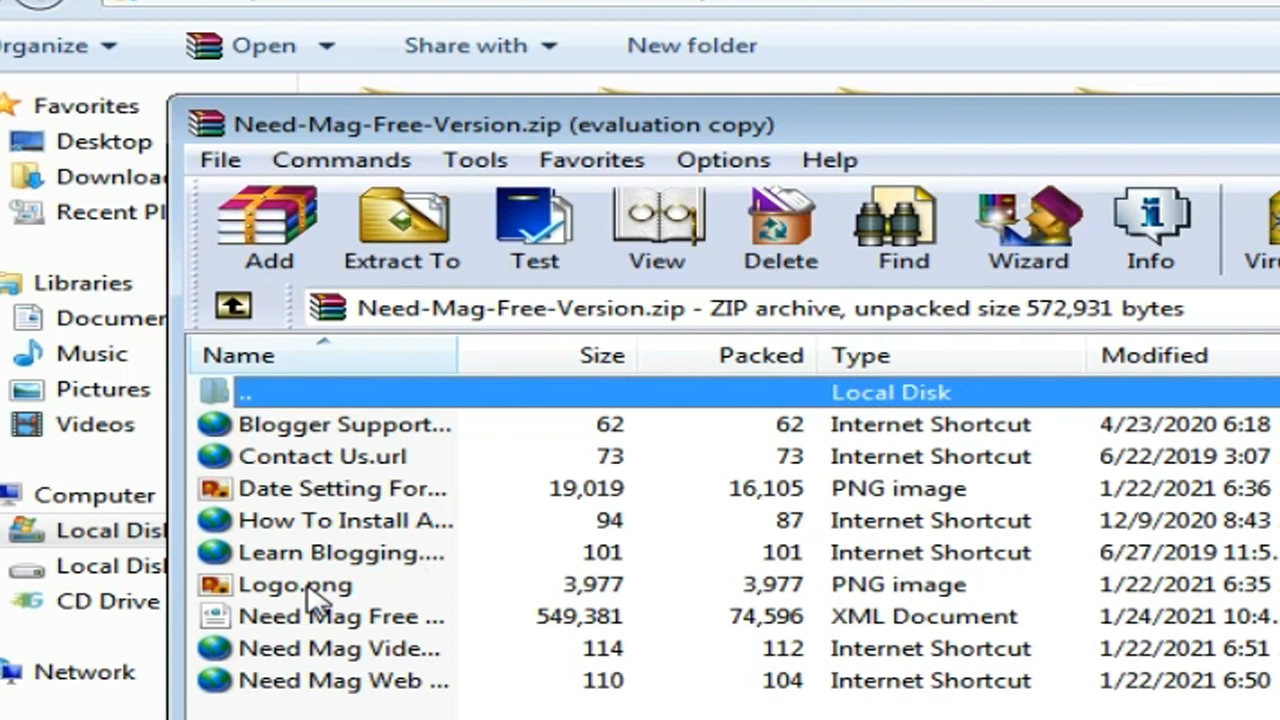 rganize Open Share with New folder
Favorites
Desktop
Downloa
Recent Pl
Libraries
Documer
Music
Pictures
Videos
Computer
Local Disk
Local Disk
CD Drive
Network
Need-Mag-Free-Version.zip (evaluation copy)
File Commands Tools Favorites Options Help
Add Extract To Test View Delete Find Wizard Info Viru
Need-Mag-Free-Version.zip - ZIP archive, unpacked size 572,931 bytes
Name Size Packed Type Modified
.. Local Disk
Blogger Support... 62 62 Internet Shortcut 4/23/2020 6:18
Contact Us.url 73 73 Internet Shortcut 6/22/2019 3:07
Date Setting For... 19,019 16,105 PNG image 1/22/2021 6:36
How To Install A... 94 87 Internet Shortcut 12/9/2020 8:43
Learn Blogging.... 101 101 Internet Shortcut 6/27/2019 11:5.
Logo.png 3,977 3,977 PNG image 1/22/2021 6:35
Need Mag Free ... 549,381 74,596 XML Document 1/24/2021 10:4.
Need Mag Vide... 114 112 Internet Shortcut 1/22/2021 6:51
Need Mag Web ... 110 104 Internet Shortcut 1/22/2021 6:50